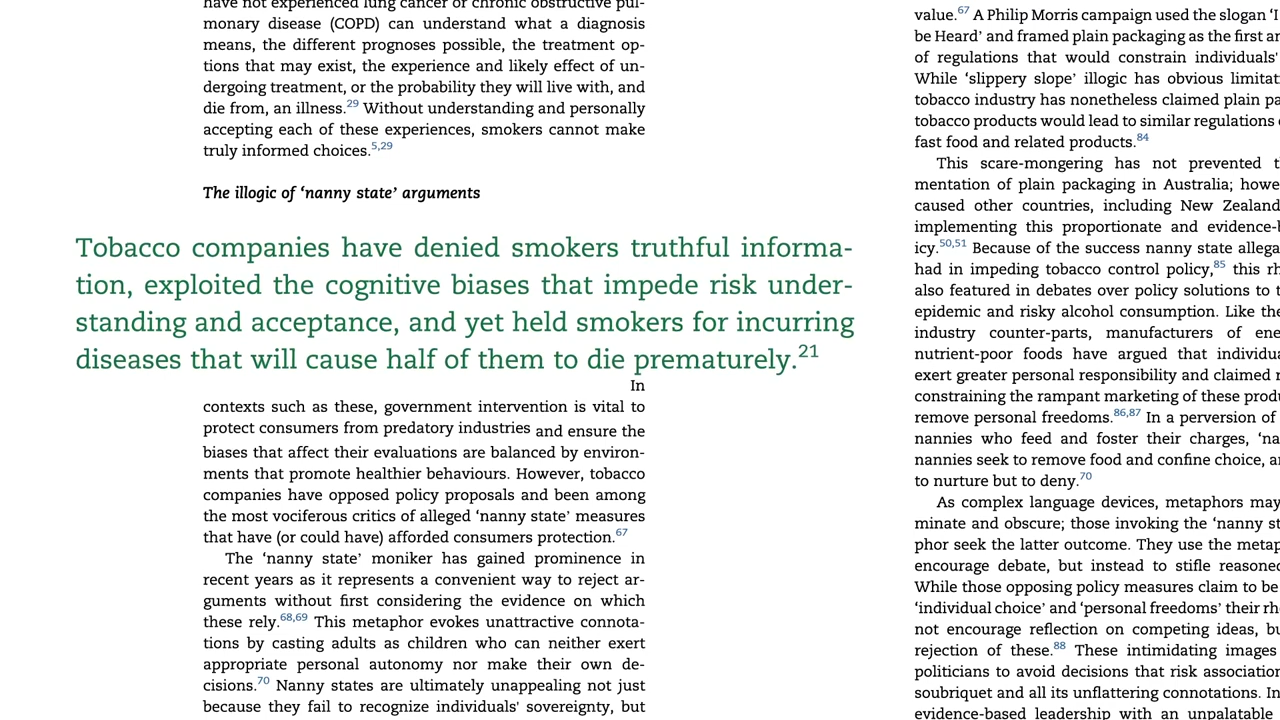 have not experienced lung cancer or chronic obstructive pul-
monary disease (COPD) can understand what a diagnosis
means, the different prognoses possible, the treatment op-
tions that may exist, the experience and likely effect of un-
dergoing treatment, or the probability they will live with, and
die from, an illness.29 Without understanding and personally
accepting each of these experiences, smokers cannot make
truly informed choices.5,29
The illogic of ‘nanny state’ arguments
Tobacco companies have denied smokers truthful informa-
tion, exploited the cognitive biases that impede risk under-
standing and acceptance, and yet held smokers for incurring
diseases that will cause half of them to die prematurely.21
In
contexts such as these, government intervention is vital to
protect consumers from predatory industries and ensure the
biases that affect their evaluations are balanced by environ-
ments that promote healthier behaviours. However, tobacco
companies have opposed policy proposals and been among
the most vociferous critics of alleged ‘nanny state’ measures
that have (or could have) afforded consumers protection.67
The ‘nanny state’ moniker has gained prominence in
recent years as it represents a convenient way to reject ar-
guments without first considering the evidence on which
these rely.68,69 This metaphor evokes unattractive connota-
tions by casting adults as children who can neither exert
appropriate personal autonomy nor make their own de-
cisions.70 Nanny states are ultimately unappealing not just
because they fail to recognize individuals' sovereignty, but
value.67 A Philip Morris campaign used the slogan ‘I
be Heard’ and framed plain packaging as the first
of regulations that would constrain individuals'
While ‘slippery slope’ illogic has obvious
tobacco industry has nonetheless claimed plain
tobacco products would lead to similar regulations
fast food and related products.84
This scare-mongering has not prevented
mentation of plain packaging in Australia;
caused other countries, including New Zealand
implementing this proportionate and
icy.50,51 Because of the success nanny state
had in impeding tobacco control policy,85 this
also featured in debates over policy solutions to
epidemic and risky alcohol consumption. Like the
industry counter-parts, manufacturers of
nutrient-poor foods have argued that
exert greater personal responsibility and claimed
constraining the rampant marketing of these
remove personal freedoms.86,87 In a perversion of
nannies who feed and foster their charges,
nannies seek to remove food and confine choice,
to nurture but to deny.70
As complex language devices, metaphors may
minate and obscure; those invoking the ‘nanny
phor seek the latter outcome. They use the
encourage debate, but instead to stifle
While those opposing policy measures claim to be
‘individual choice’ and ‘personal freedoms’ their
not encourage reflection on competing ideas,
rejection of these.88 These intimidating images
politicians to avoid decisions that risk
soubriquet and all its unflattering connotations. In
evidence-based leadership with an unpalatable